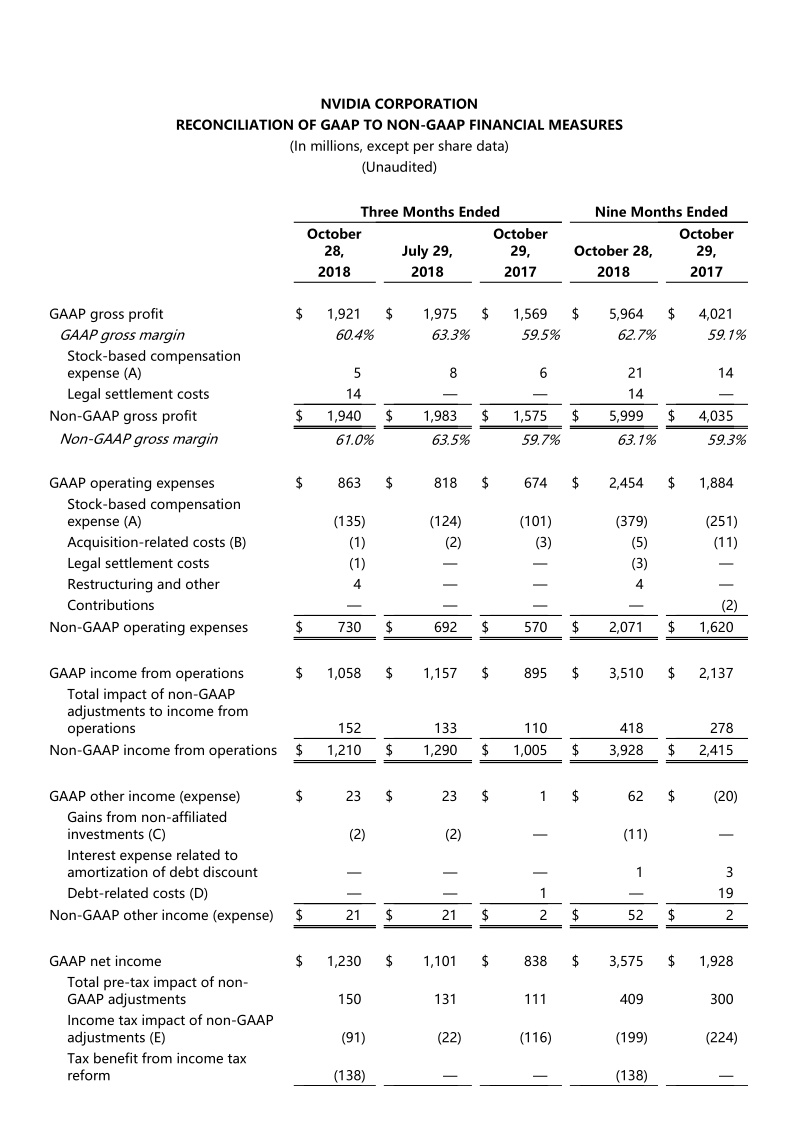 NVIDIA CORPORATION
RECONCILIATION OF GAAP TO NON-GAAP FINANCIAL MEASURES
(In millions, except per share data)
(Unaudited)
Three Months Ended Nine Months Ended
October 28, 2018 July 29, 2018 October 29, 2017 October 28, 2018 October 29, 2017
GAAP gross profit $ 1,921 $ 1,975 $ 1,569 $ 5,964 $ 4,021
GAAP gross margin 60.4% 63.3% 59.5% 62.7% 59.1%
Stock-based compensation
expense (A) 5 8 6 21 14
Legal settlement costs 14 — — 14 —
Non-GAAP gross profit $ 1,940 $ 1,983 $ 1,575 $ 5,999 $ 4,035
Non-GAAP gross margin 61.0% 63.5% 59.7% 63.1% 59.3%
GAAP operating expenses $ 863 $ 818 $ 674 $ 2,454 $ 1,884
Stock-based compensation
expense (A) (135) (124) (101) (379) (251)
Acquisition-related costs (B) (1) (2) (3) (5) (11)
Legal settlement costs (1) — — (3) —
Restructuring and other 4 — — 4 —
Contributions — — — — (2)
Non-GAAP operating expenses $ 730 $ 692 $ 570 $ 2,071 $ 1,620
GAAP income from operations $ 1,058 $ 1,157 $ 895 $ 3,510 $ 2,137
Total impact of non-GAAP
adjustments to income from
operations 152 133 110 418 278
Non-GAAP income from operations $ 1,210 $ 1,290 $ 1,005 $ 3,928 $ 2,415
GAAP other income (expense) $ 23 $ 23 $ 1 $ 62 $ (20)
Gains from non-affiliated
investments (C) (2) (2) — (11) —
Interest expense related to
amortization of debt discount — — — 1 3
Debt-related costs (D) — — 1 — 19
Non-GAAP other income (expense) $ 21 $ 21 $ 2 $ 52 $ 2
GAAP net income $ 1,230 $ 1,101 $ 838 $ 3,575 $ 1,928
Total pre-tax impact of non-
GAAP adjustments 150 131 111 409 300
Income tax impact of non-GAAP
adjustments (E) (91) (22) (116) (199) (224)
Tax benefit from income tax
reform (138) — — (138) —